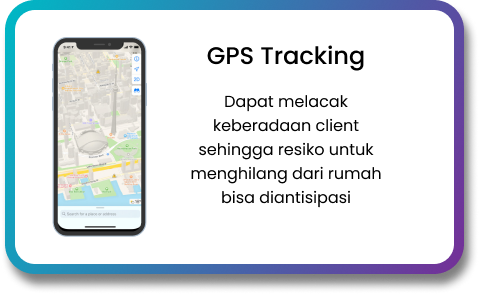 GPS Tracking
Dapat melacak
keberadaan client
sehingga resiko untuk
menghilang dari rumah
bisa diantisipasi
Search for a place or address